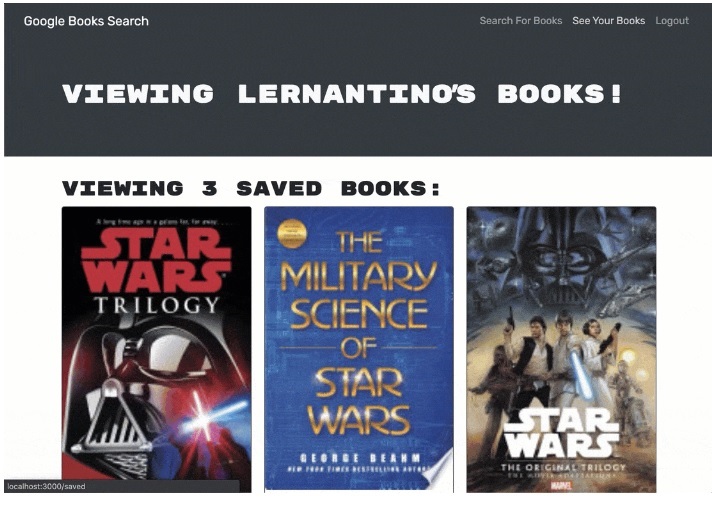 Google Books Search
Search For Books See Your Books Logout
VIEWING LERNANTINO'S BOOKS!
VIEWING 3 SAVED BOOKS:
A long time ago in a galaxy far, far away...
STAR
WARS
TRILOGY
THE
MILITARY
SCIENCE
OF
STAR
WARS
GEORGE BEAHM
NEW YORK TIMES BESTSELLING
STAR
WARS
THE ORIGINAL TRILOGY
THE MOVIE ADAPTATIONS
MARVEL
localhost:3000/saved